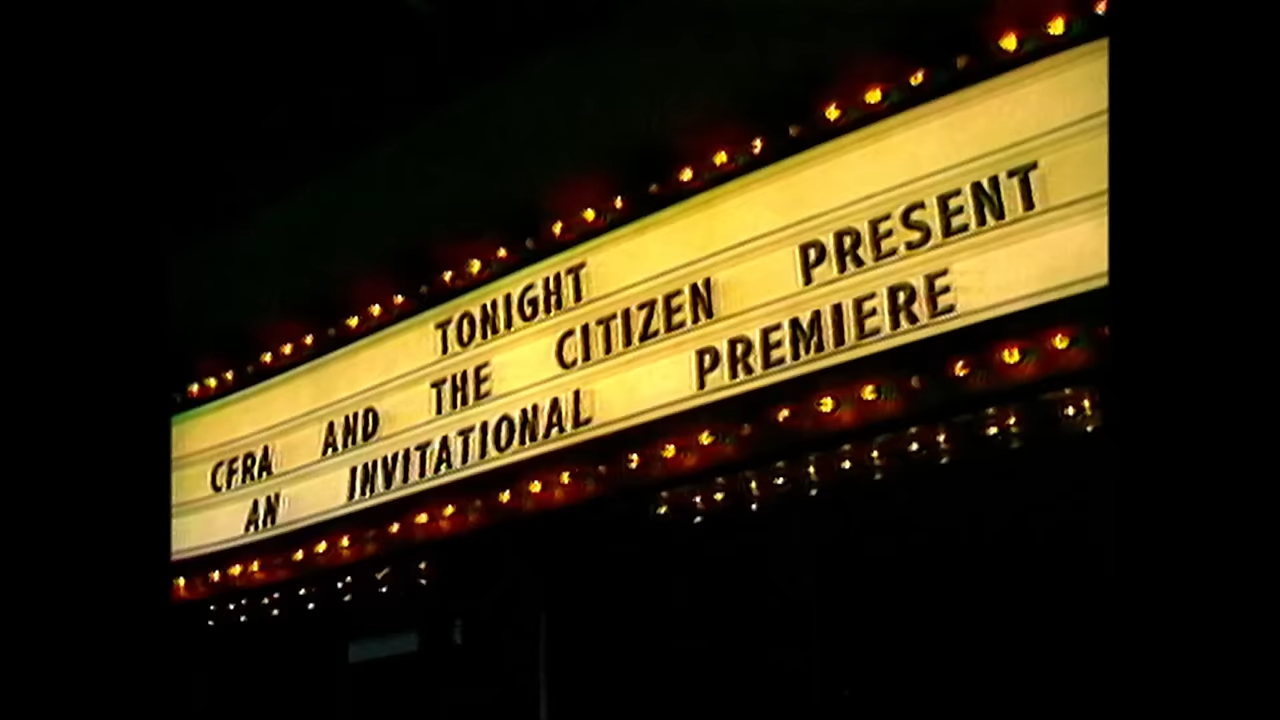 TONIGHT
CFRA AND THE CITIZEN PRESENT
AN INVITATIONAL PREMIERE